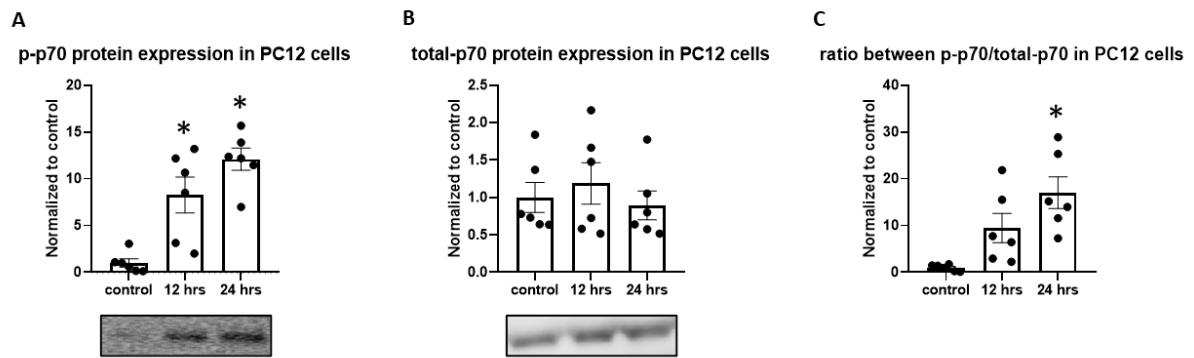 A
p-p70 protein expression in PC12 cells
Normalized to control
20
15
10
5
0
*
*
control
12 hrs
24 hrs
B
total-p70 protein expression in PC12 cells
Normalized to control
2.5
2.0
1.5
1.0
0.5
0.0
control
12 hrs
24 hrs
C
ratio between p-p70/total-p70 in PC12 cells
Normalized to control
40
30
20
10
0
*
control
12 hrs
24 hrs